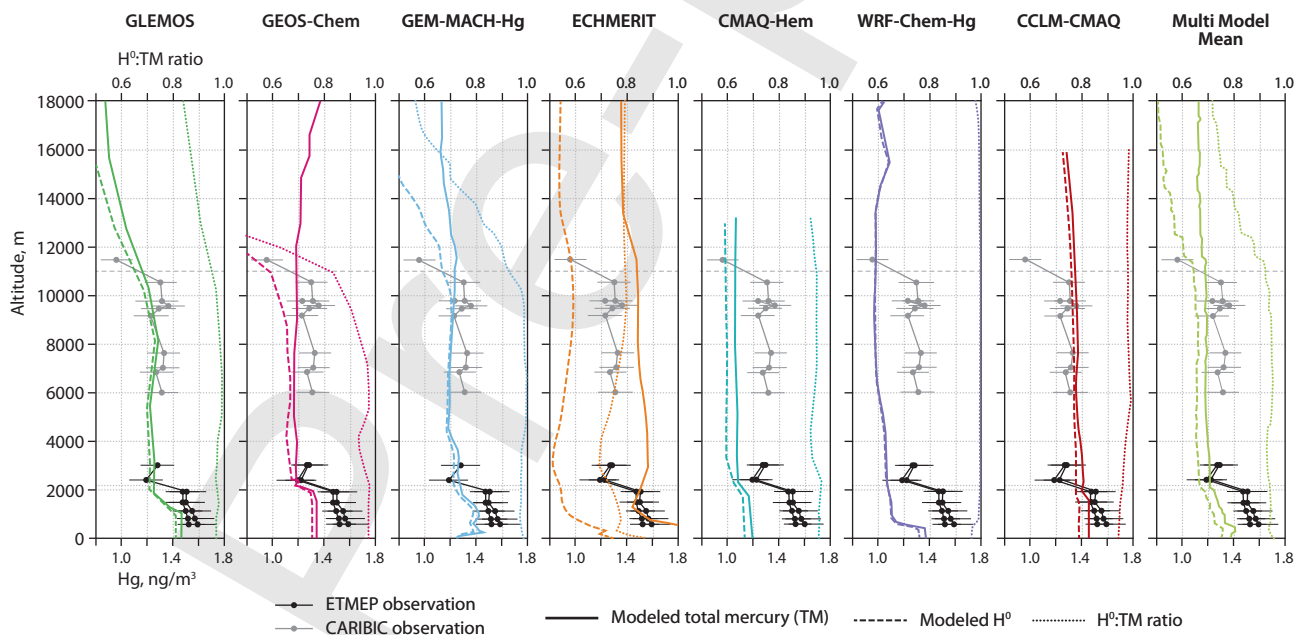 GLEMOS GEOS-Chem GEM-MACH-Hg ECHMERIT CMAQ-Hem WRF-Chem-Hg CCLM-CMAQ Multi Model
Mean
H⁰:TM ratio
0.6 0.8 1.0 0.6 0.8 1.0 0.6 0.8 1.0 0.6 0.8 1.0 0.6 0.8 1.0 0.6 0.8 1.0 0.6 0.8 1.0 0.6 0.8 1.0
18000
16000
14000
12000
10000
8000
6000
4000
2000
0
Altitude, m
1.0 1.4 1.8 1.0 1.4 1.8 1.0 1.4 1.8 1.0 1.4 1.8 1.0 1.4 1.8 1.0 1.4 1.8 1.0 1.4 1.8 1.0 1.4 1.8
Hg, ng/m³
ETMEP observation
CARIBIC observation
Modeled total mercury (TM)
Modeled H⁰
H⁰:TM ratio